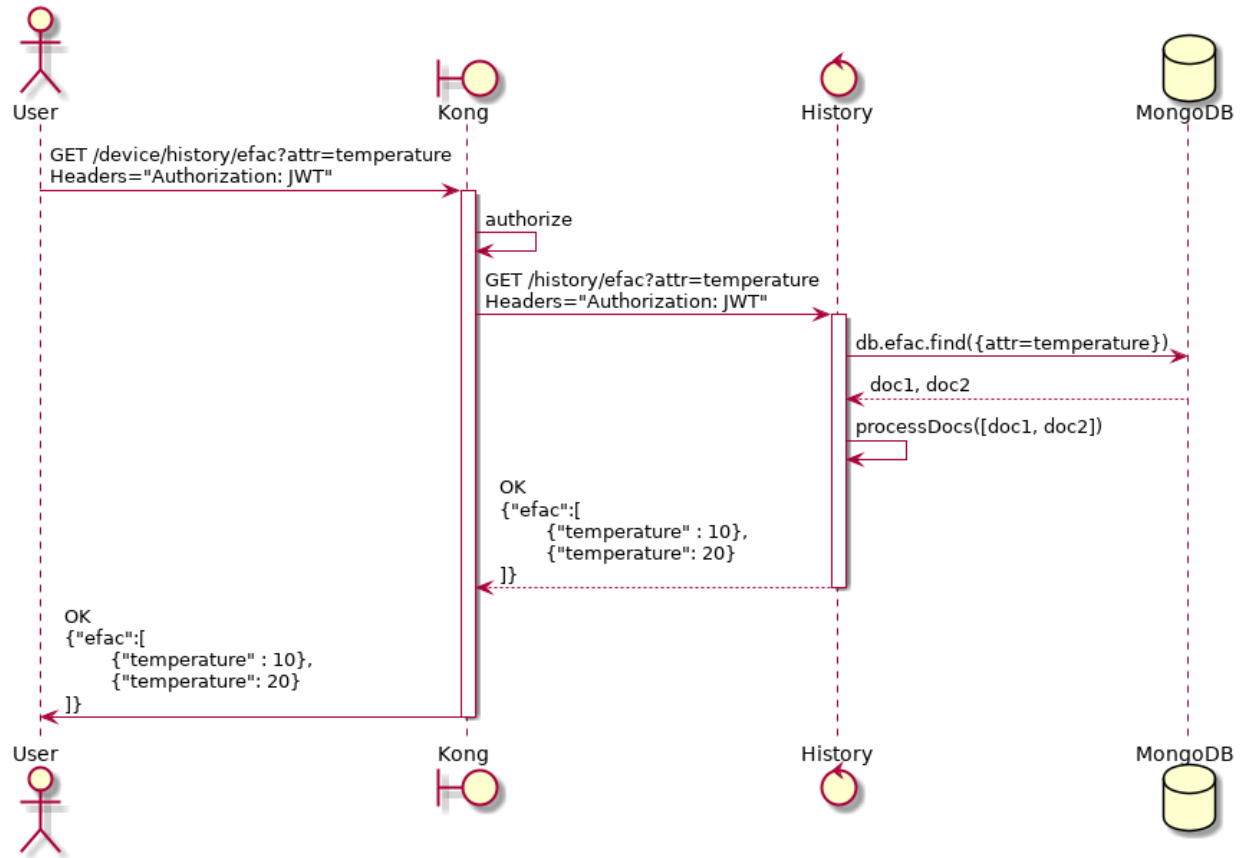 User
Kong
History
MongoDB
GET /device/history/efac?attr=temperature
Headers="Authorization: JWT"
authorize
GET /history/efac?attr=temperature
Headers="Authorization: JWT"
db.efac.find({attr=temperature})
doc1, doc2
processDocs([doc1, doc2])
OK
{"efac":[
{"temperature" : 10},
{"temperature": 20}
]}
OK
{"efac":[
{"temperature" : 10},
{"temperature": 20}
]}
User
Kong
History
MongoDB